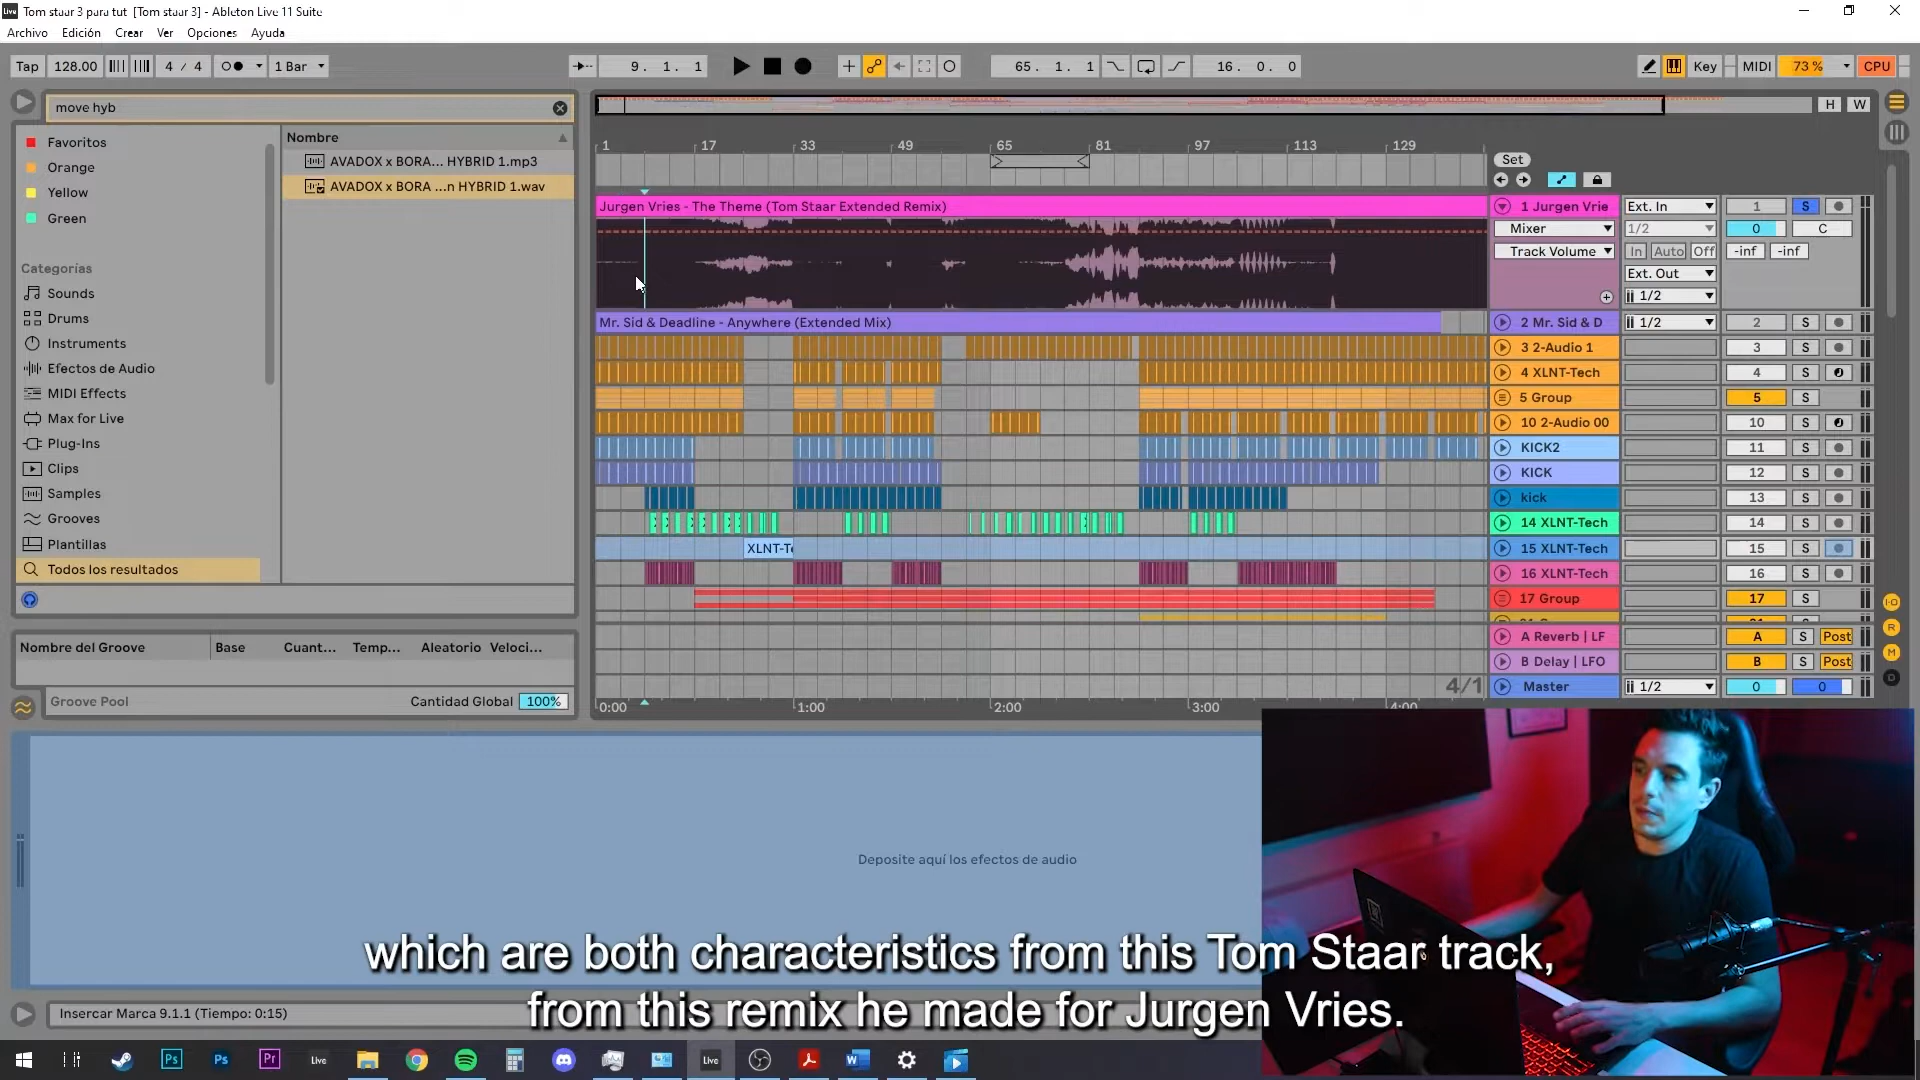 Tom staar 3 para tut  [Tom staar 3] - Ableton Live 11 Suite
Archivo Edición Crear Ver Opciones Ayuda
Tap 128.00 4 / 4 1 Bar 9. 1. 1 65. 1. 1 16. 0. 0 Key MIDI 73 % CPU
move hyb
H W
Favoritos
Orange
Yellow
Green
Categorías
Sounds
Drums
Instruments
Efectos de Audio
MIDI Effects
Max for Live
Plug-Ins
Clips
Samples
Grooves
Plantillas
Todos los resultados
Nombre
AVADOX x BORA... HYBRID 1.mp3
AVADOX x BORA ...n HYBRID 1.wav
Nombre del Groove Base Cuant... Temp... Aleatorio Veloci...
Groove Pool Cantidad Global 100%
1 17 33 49 65 81 97 113 129
Set
Jurgen Vries - The Theme (Tom Staar Extended Remix)
1 Jurgen Vrie Ext. In 1 S
Mixer 1/2 0 C
Track Volume In Auto Off -inf -inf
Ext. Out
1/2
Mr. Sid & Deadline - Anywhere (Extended Mix)
2 Mr. Sid & D 1/2 2 S
3 2-Audio 1 3 S
4 XLNT-Tech 4 S
5 Group 5 S
10 2-Audio 00 10 S
KICK2 11 S
KICK 12 S
kick 13 S
14 XLNT-Tech 14 S
XLNT-Te
15 XLNT-Tech 15 S
16 XLNT-Tech 16 S
17 Group 17 S
A Reverb | LF A S Post
B Delay | LFO B S Post
4/1
Master 1/2 0 0
0:00 1:00 2:00 3:00 4:00
I-O
R
M
D
Deposite aquí los efectos de audio
which are both characteristics from this Tom Staar track,
from this remix he made for Jurgen Vries.
Insercar Marca 9.1.1 (Tiempo: 0:15)
Ps Ps Pr Live Live W